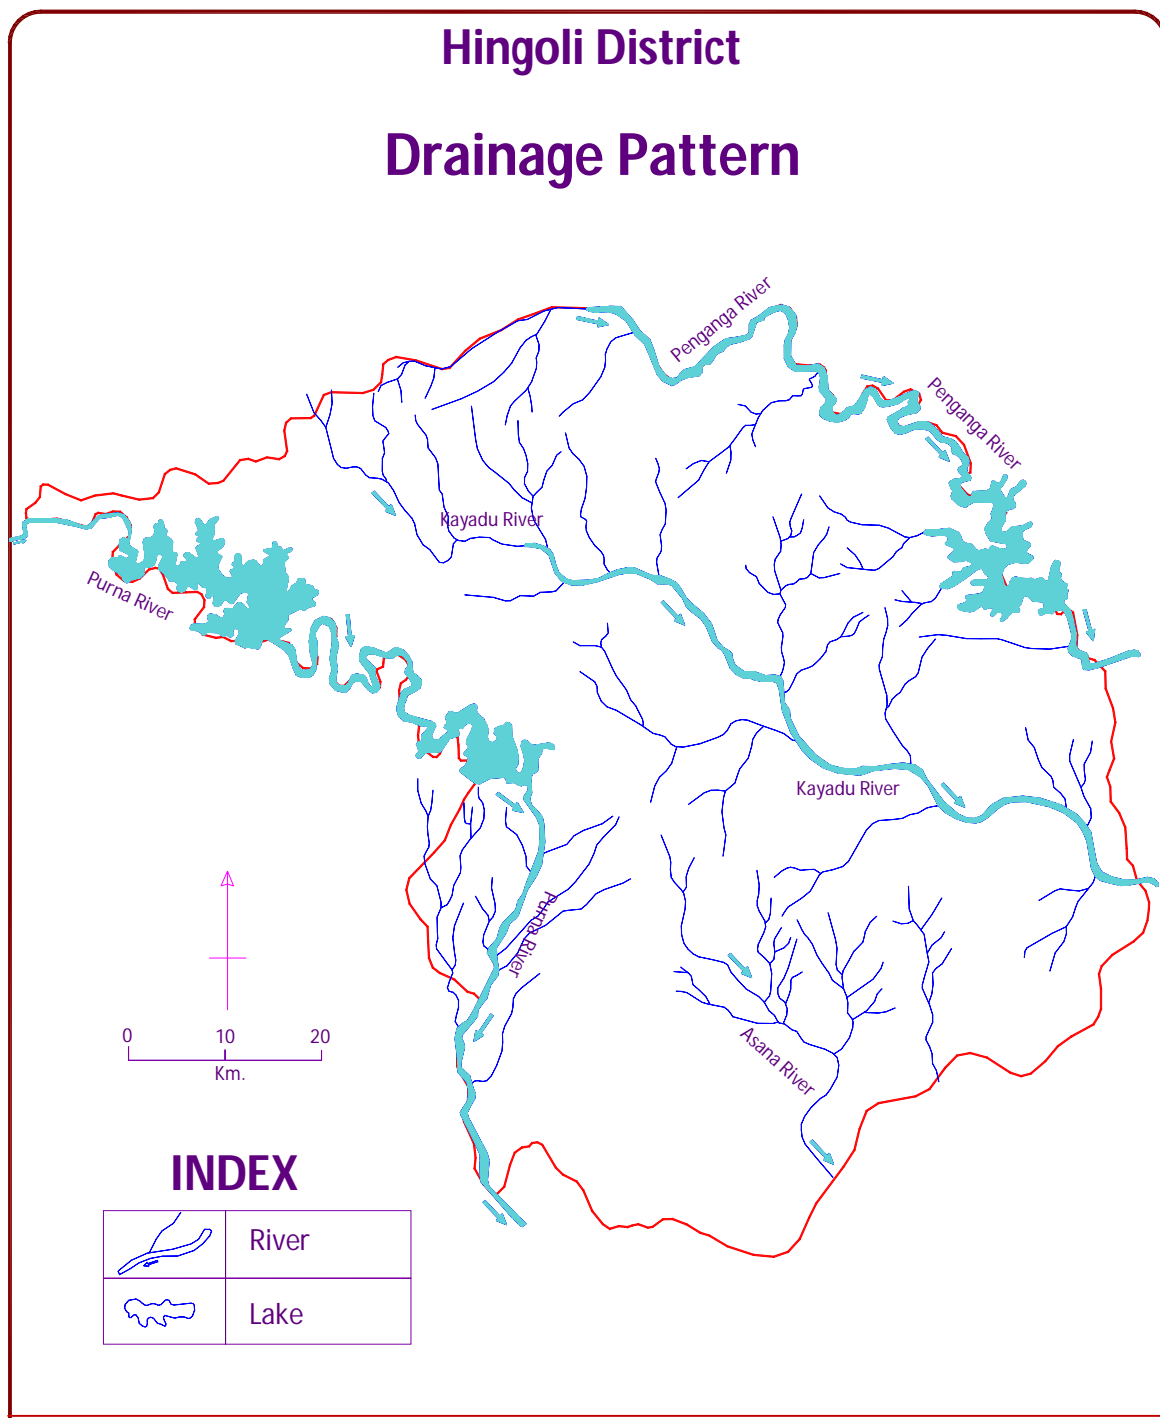 Hingoli District
Drainage Pattern
Penganga River
Penganga River
Kayadu River
Purna River
Kayadu River
Purna River
Asana River
0 10 20
Km.
INDEX
River
Lake